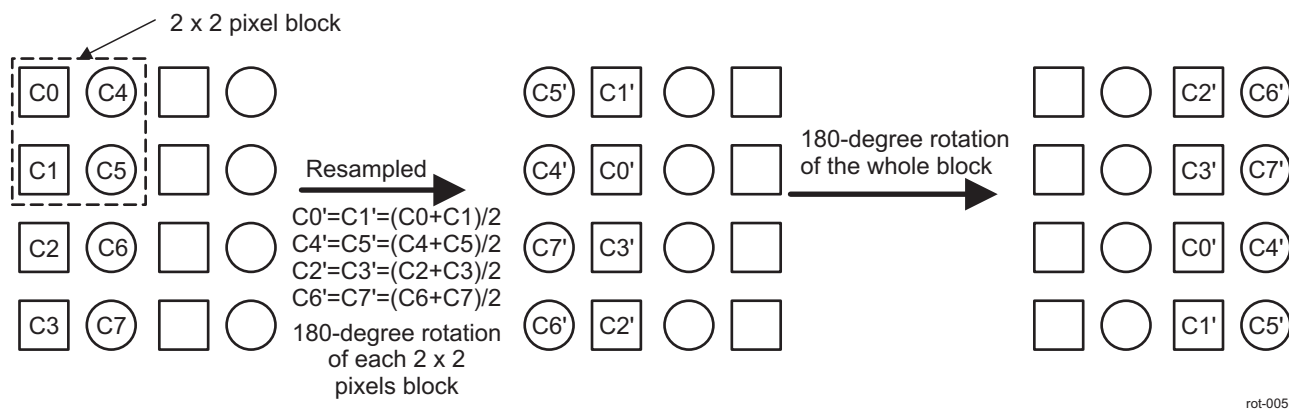 2 x 2 pixel block
C0 C4
C1 C5
C2 C6
C3 C7
Resampled
C0'=C1'=(C0+C1)/2
C4'=C5'=(C4+C5)/2
C2'=C3'=(C2+C3)/2
C6'=C7'=(C6+C7)/2
180-degree rotation
of each 2 x 2
pixels block
C5' C1'
C4' C0'
C7' C3'
C6' C2'
180-degree rotation
of the whole block
C2' C6'
C3' C7'
C0' C4'
C1' C5'
rot-005